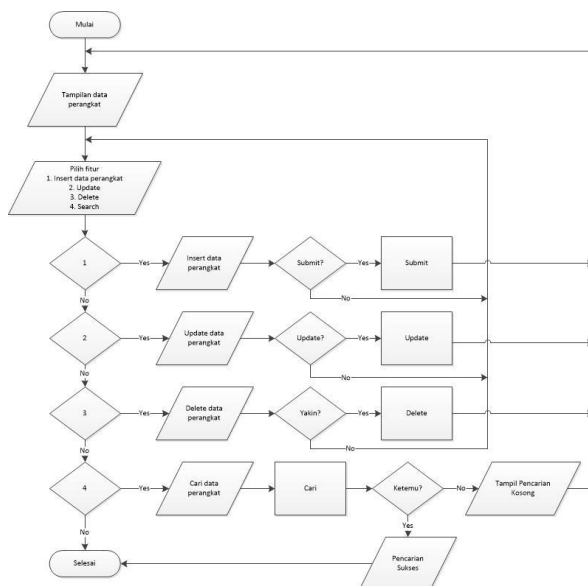 Mulai
Tampilan data
perangkat
Pilih fitur
1. Insert data perangkat
2. Update
3. Delete
4. Search
1
Yes
Insert data
perangkat
Submit?
Yes
Submit
No
No
2
Yes
Update data
perangkat
Update?
Yes
Update
No
No
3
Yes
Delete data
perangkat
Yakin?
Yes
Delete
No
No
4
Yes
Cari data
perangkat
Cari
Ketemu?
No
Tampil Pencarian
Kosong
No
Yes
Selesai
Pencarian
Sukses